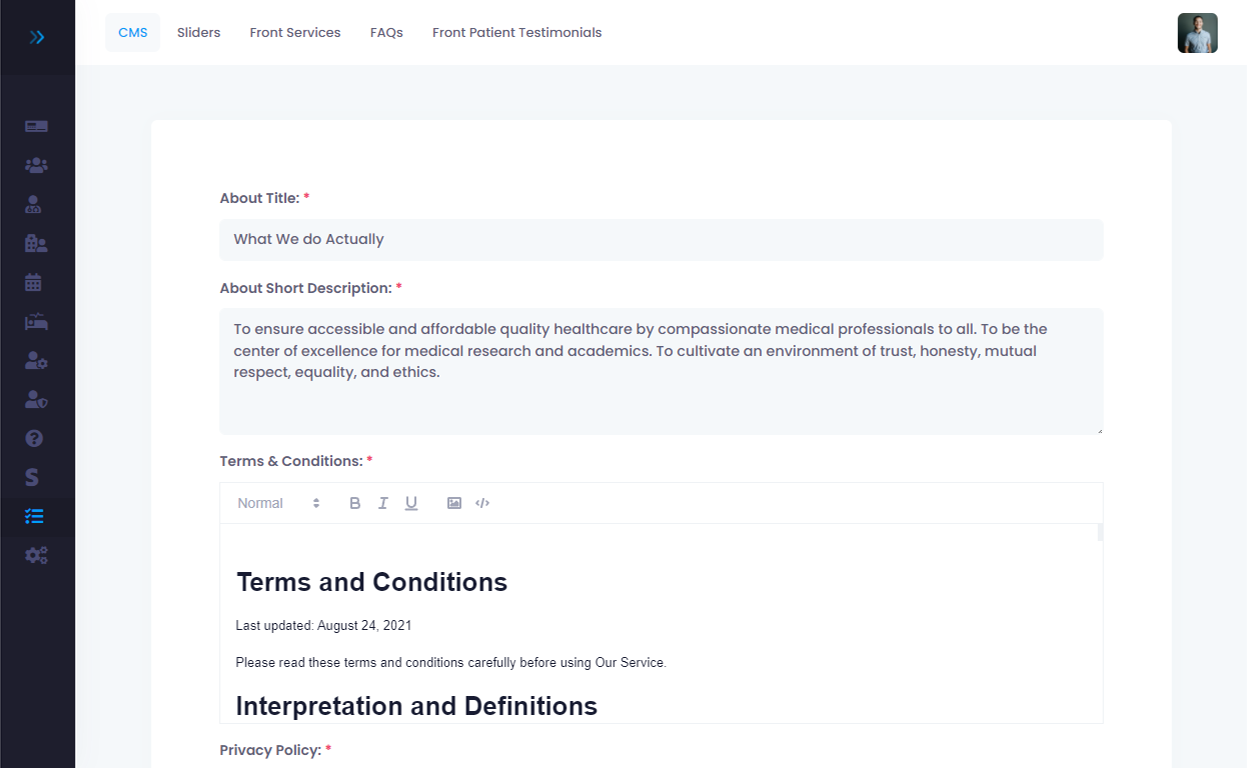 CMS Sliders Front Services FAQs Front Patient Testimonials
About Title: *
What We do Actually
About Short Description: *
To ensure accessible and affordable quality healthcare by compassionate medical professionals to all. To be the
center of excellence for medical research and academics. To cultivate an environment of trust, honesty, mutual
respect, equality, and ethics.
Terms & Conditions: *
Normal B I U </>
Terms and Conditions
Last updated: August 24, 2021
Please read these terms and conditions carefully before using Our Service.
Interpretation and Definitions
Privacy Policy: *